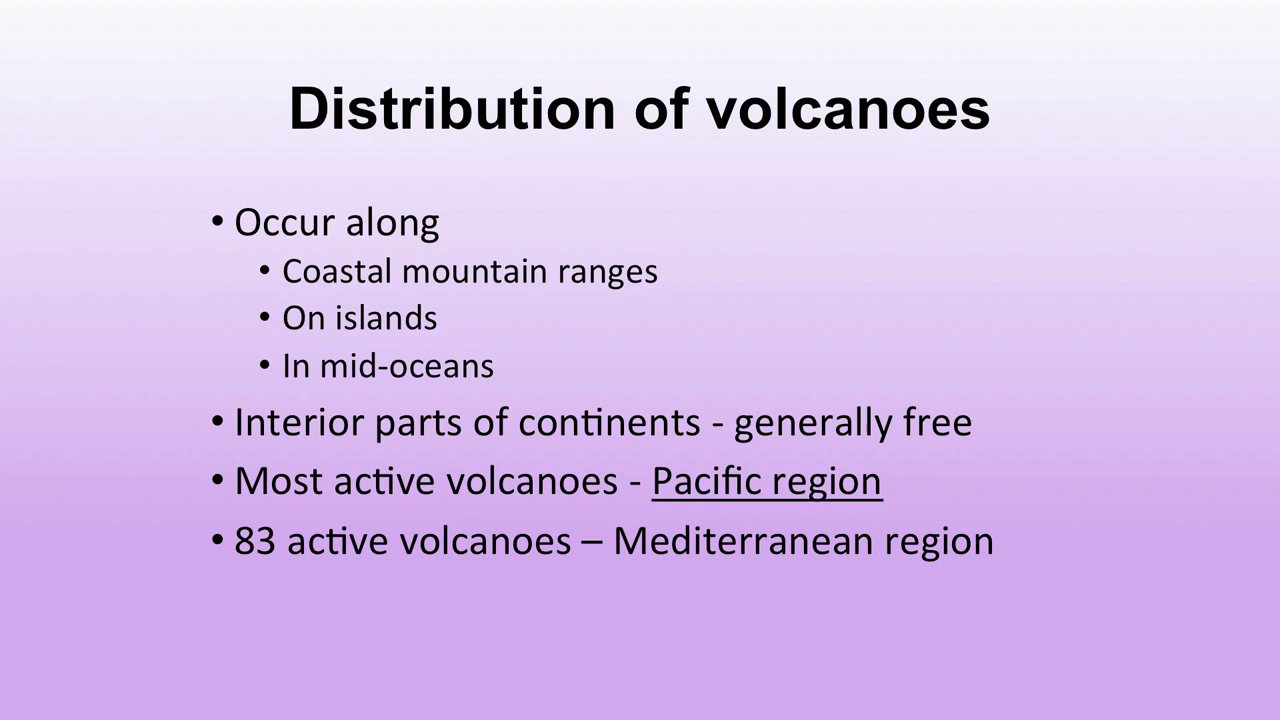 Distribution of volcanoes
• Occur along
• Coastal mountain ranges
• On islands
• In mid-oceans
• Interior parts of continents - generally free
• Most active volcanoes - Pacific region
• 83 active volcanoes – Mediterranean region